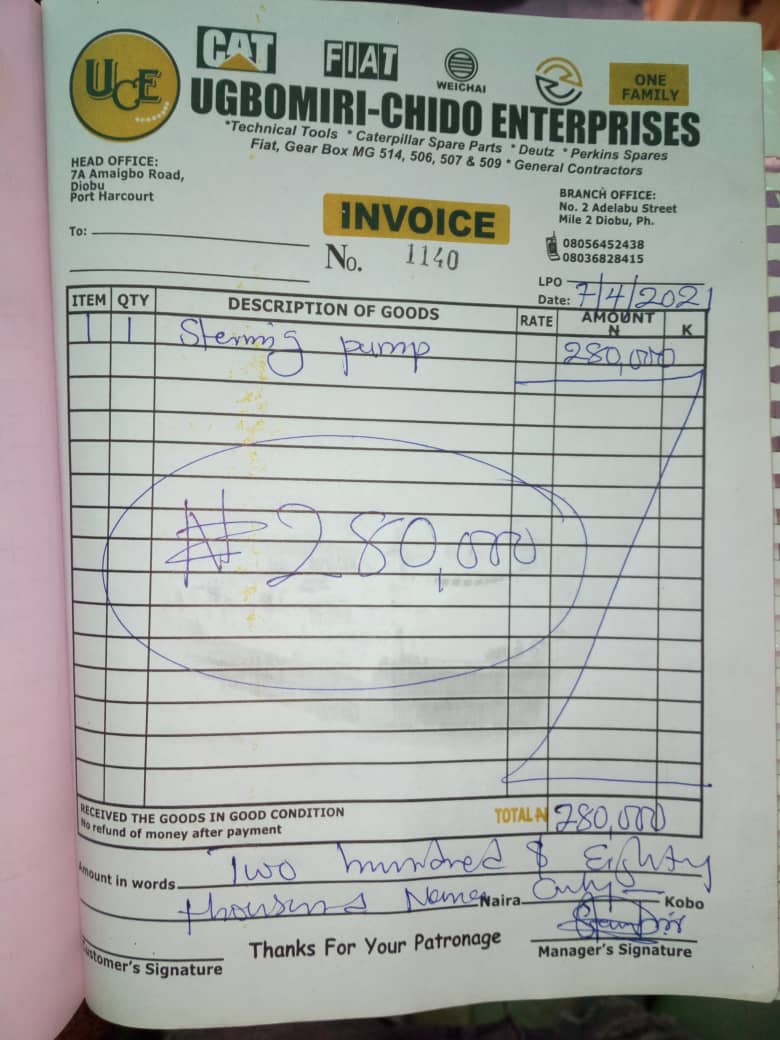 UCE
CAT FIAT WEICHAI ONE FAMILY
UGBOMIRI-CHIDO ENTERPRISES
*Technical Tools * Caterpillar Spare Parts * Deutz * Perkins Spares
Fiat, Gear Box MG 514, 506, 507 & 509 * General Contractors
HEAD OFFICE:
7A Amaigbo Road,
Diobu
Port Harcourt
BRANCH OFFICE:
No. 2 Adelabu Street
Mile 2 Diobu, Ph.
08056452438
08036828415
INVOICE
To:
No. 1140
LPO
Date: 7/4/2021
ITEM QTY DESCRIPTION OF GOODS RATE AMOUNT N K
1 1 pump 280,000
₦280,000
RECEIVED THE GOODS IN GOOD CONDITION
No refund of money after payment
TOTAL ₦ 280,000
Amount in words Two hundred & Eighty
thousand Naira Only Kobo
Thanks For Your Patronage
Customer's Signature
Manager's Signature